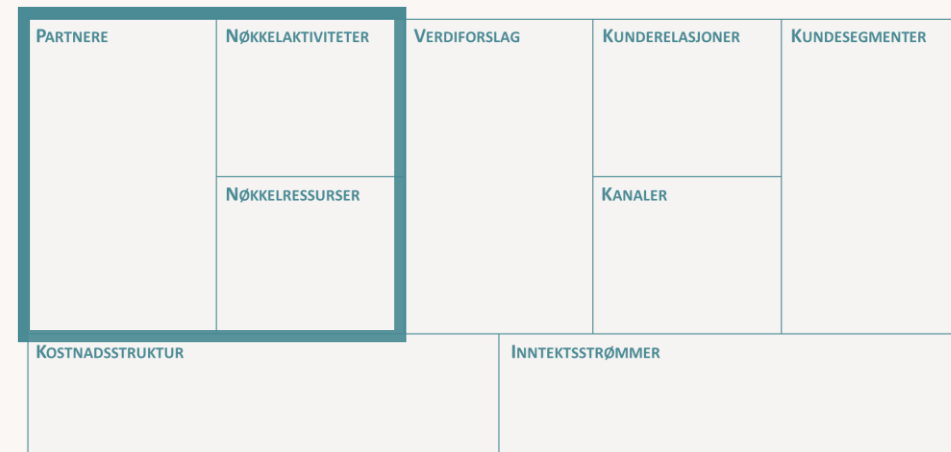 PARTNERE
NØKKELAKTIVITETER
NØKKELRESSURSER
VERDIFORSLAG
KUNDERELASJONER
KANALER
KUNDESEGMENTER
KOSTNADSSTRUKTUR
INNTEKTSSTRØMMER